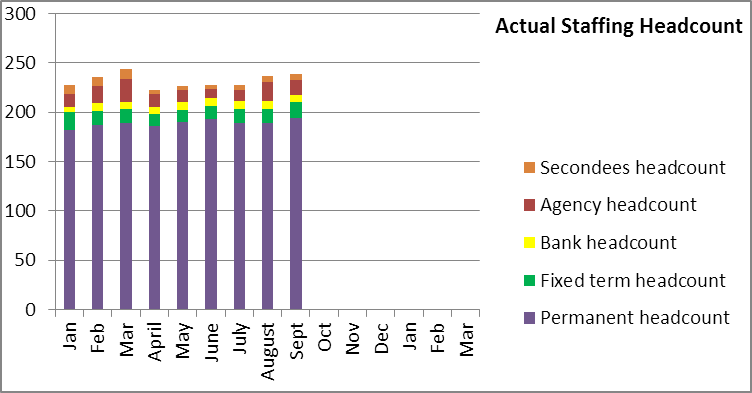 Actual Staffing Headcount
300
250
200
150
100
50
0
Jan
Feb
Mar
April
May
June
July
August
Sept
Oct
Nov
Dec
Jan
Feb
Mar
Secondees headcount
Agency headcount
Bank headcount
Fixed term headcount
Permanent headcount